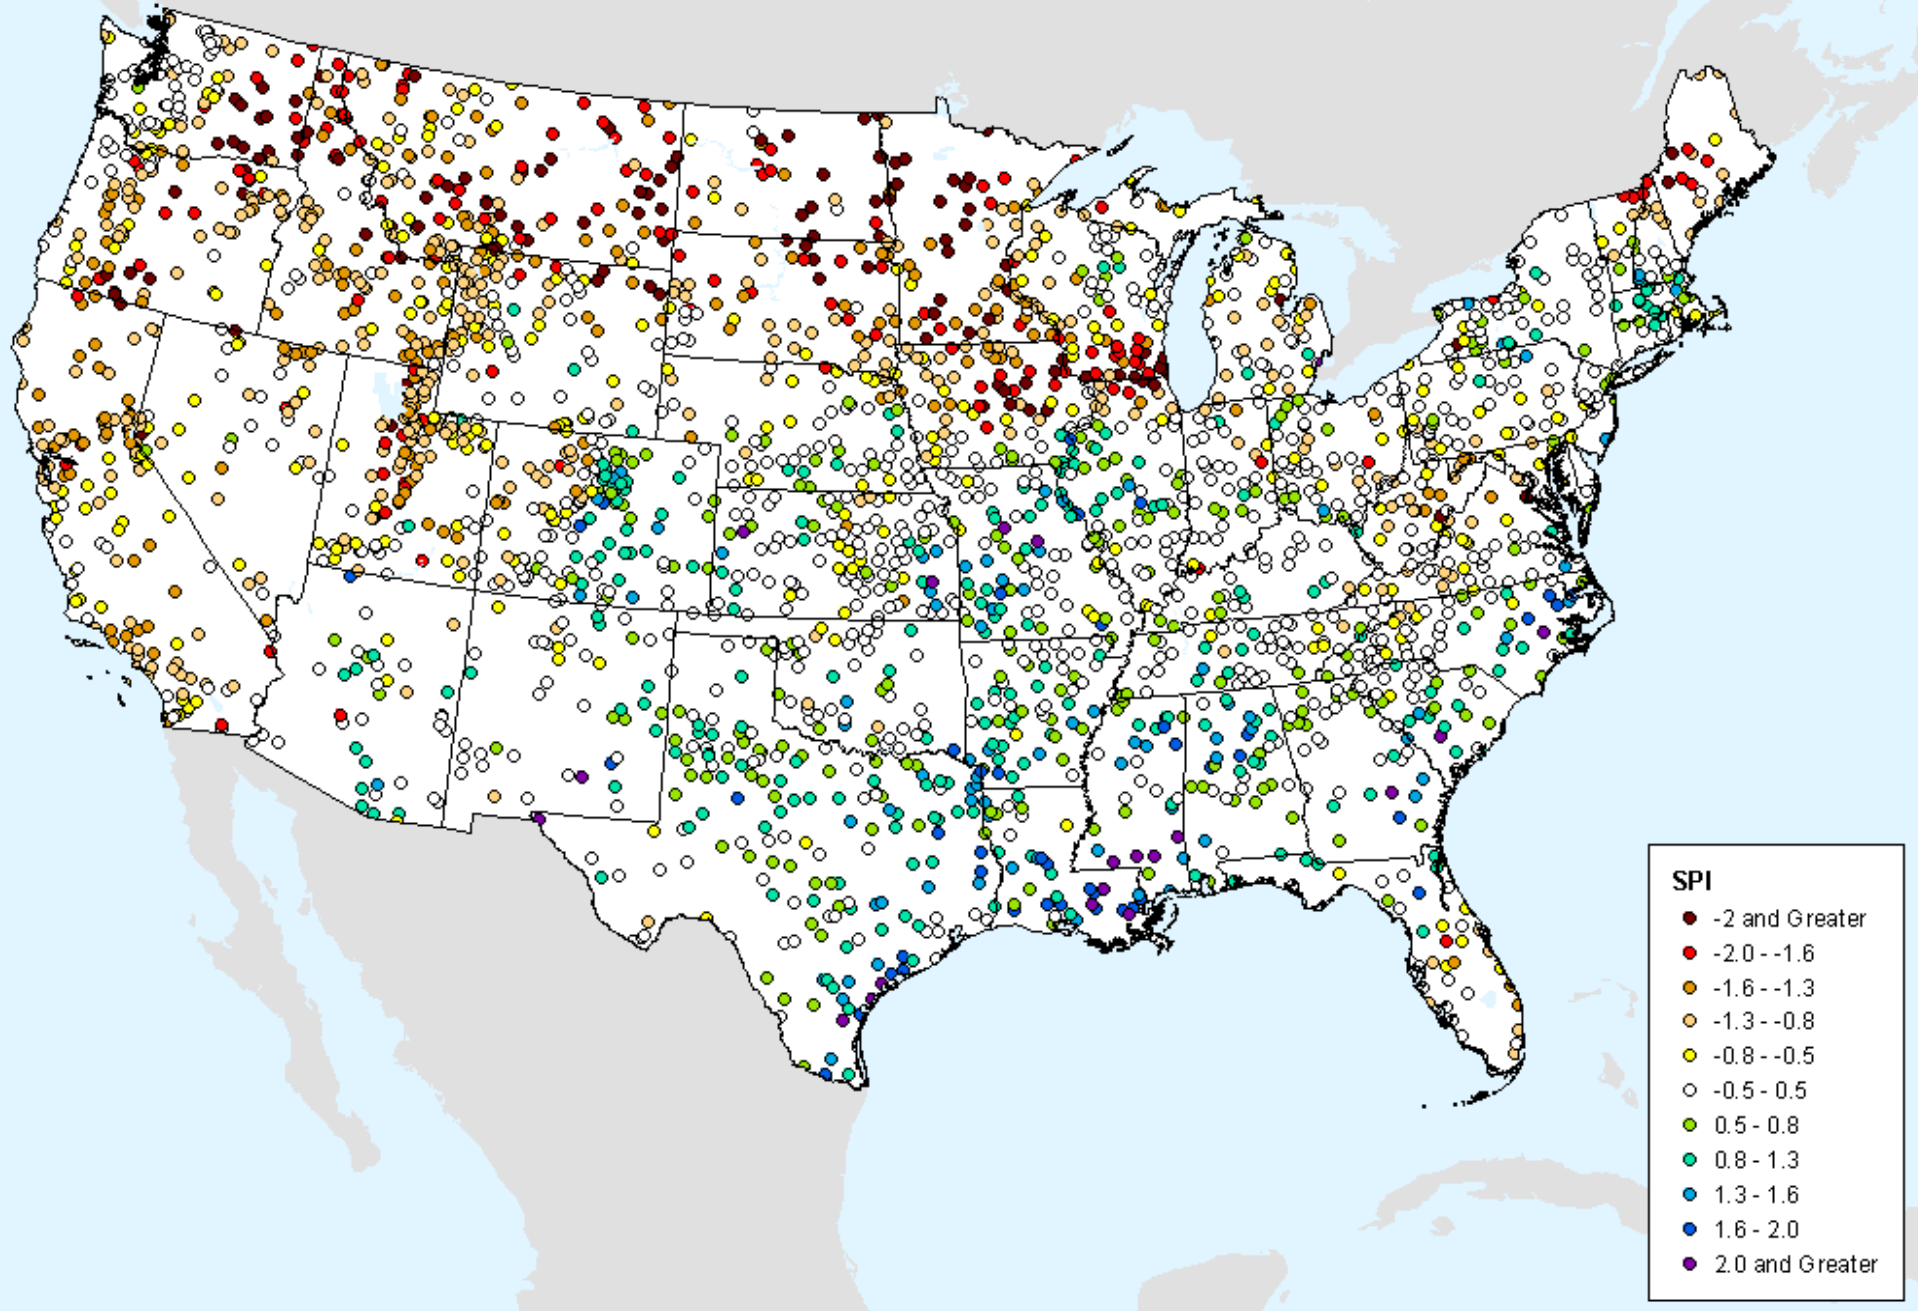 SPI
-2 and Greater
-2.0 - -1.6
-1.6 - -1.3
-1.3 - -0.8
-0.8 - -0.5
-0.5 - 0.5
0.5 - 0.8
0.8 - 1.3
1.3 - 1.6
1.6 - 2.0
2.0 and Greater